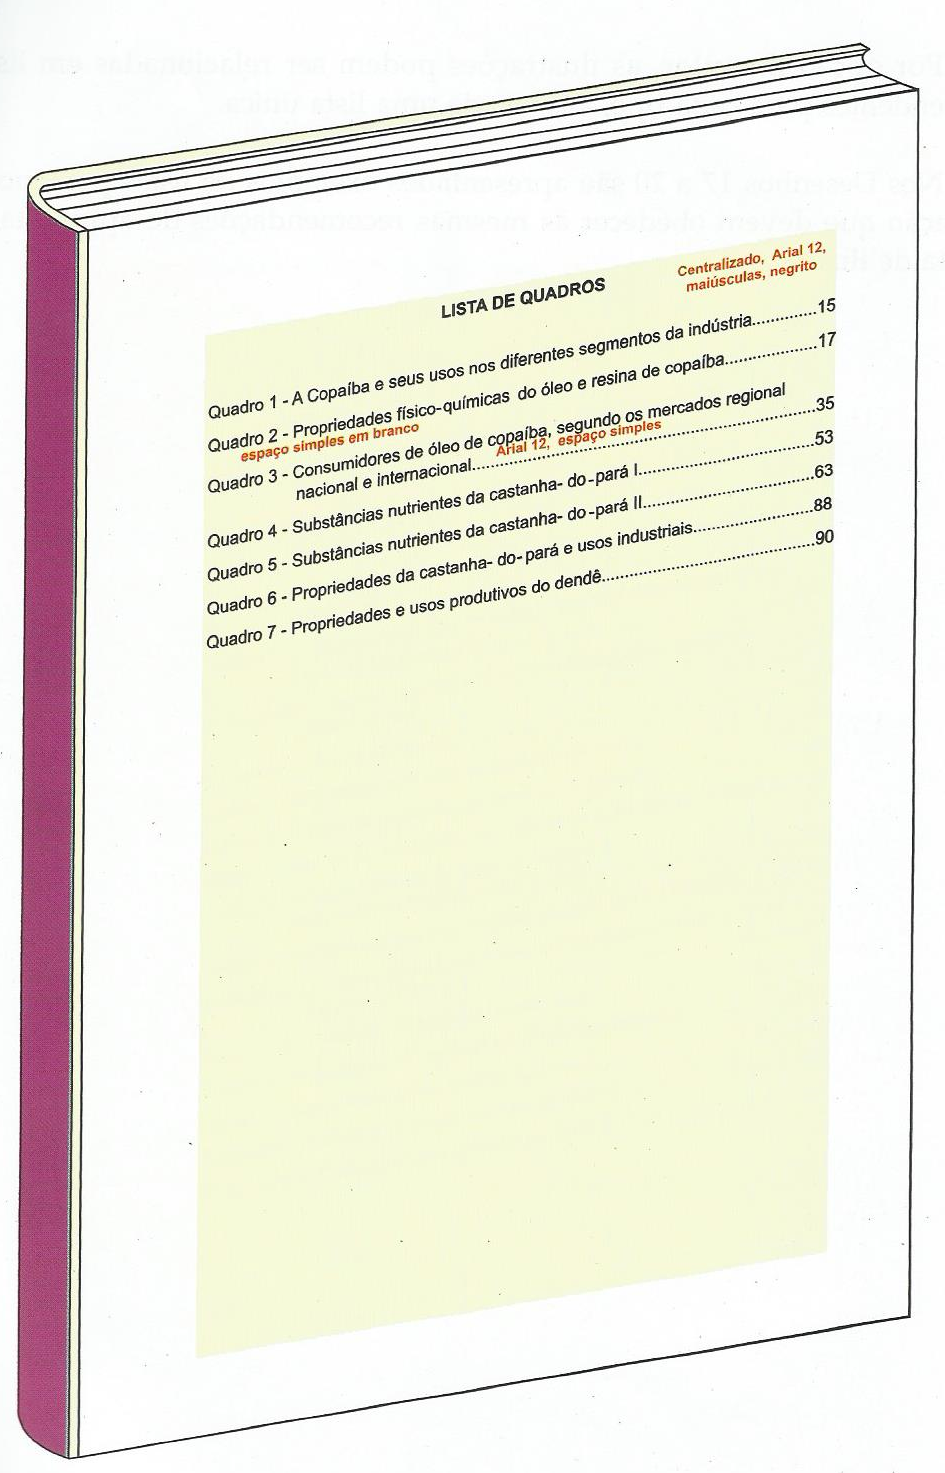 LISTA DE QUADROS
Centralizado, Arial 12,
maiúsculas, negrito
Quadro 1 - A Copaíba e seus usos nos diferentes segmentos da indústria.............15
Quadro 2 - Propriedades físico-químicas do óleo e resina de copaíba...................17
espaço simples em branco
Quadro 3 - Consumidores de óleo de copaíba, segundo os mercados regional
Arial 12, espaço simples
nacional e internacional.......................................................................35
Quadro 4 - Substâncias nutrientes da castanha- do-pará I....................................53
Quadro 5 - Substâncias nutrientes da castanha- do-pará II...................................63
Quadro 6 - Propriedades da castanha- do-pará e usos industriais.........................88
Quadro 7 - Propriedades e usos produtivos do dendê............................................90